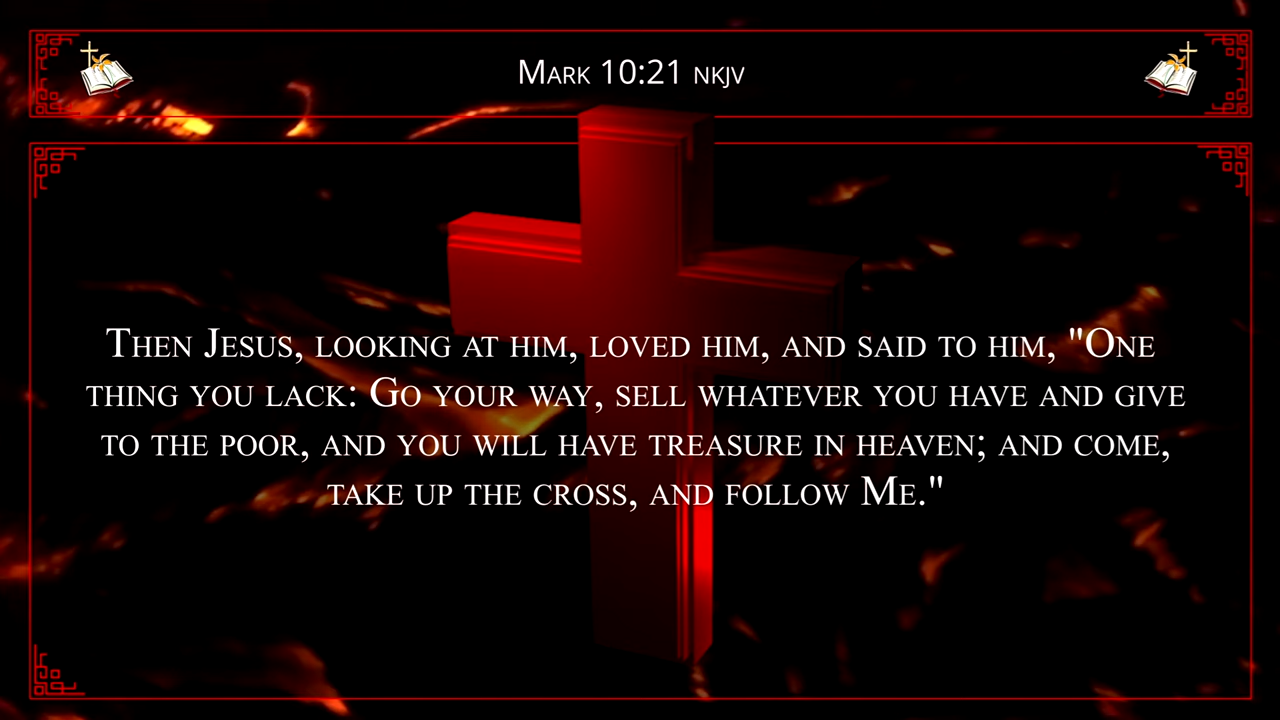 Mark 10:21 NKJV
Then Jesus, looking at him, loved him, and said to him, "One
thing you lack: Go your way, sell whatever you have and give
to the poor, and you will have treasure in heaven; and come,
take up the cross, and follow Me."